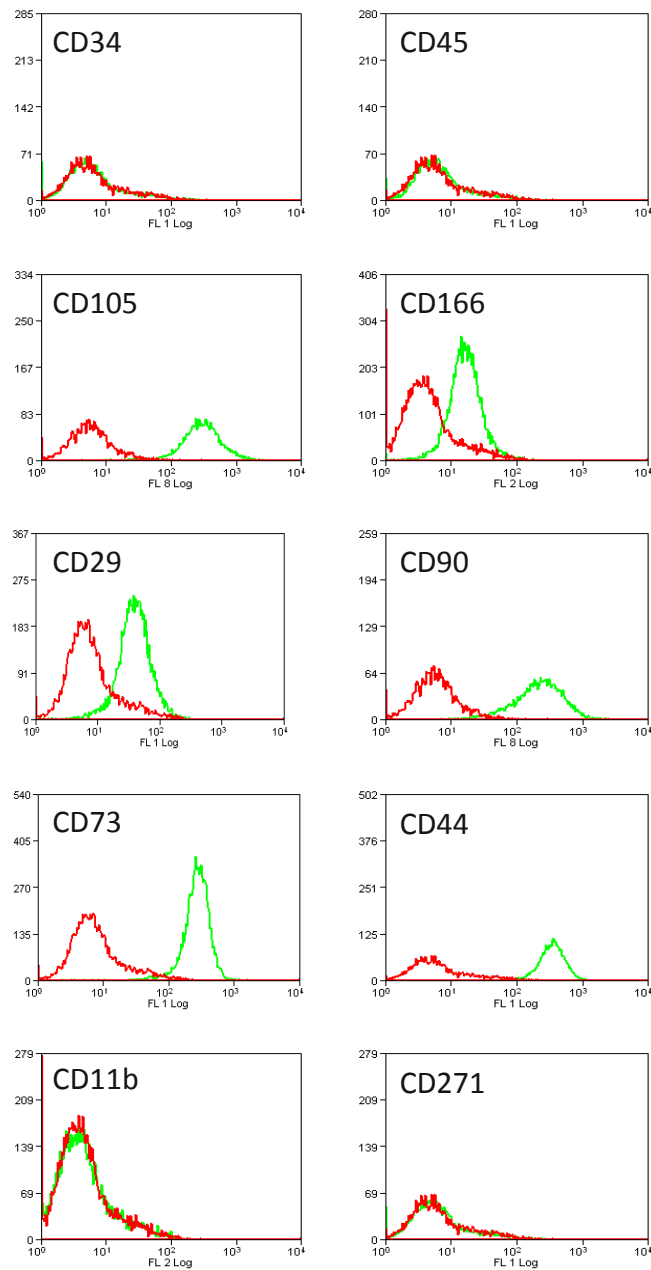 CD34
285
213
142
71
0
10⁰ 10¹ 10² 10³ 10⁴
FL 1 Log
CD45
280
210
140
70
0
10⁰ 10¹ 10² 10³ 10⁴
FL 1 Log
CD105
334
250
167
83
0
10⁰ 10¹ 10² 10³ 10⁴
FL 8 Log
CD166
406
304
203
101
0
10⁰ 10¹ 10² 10³ 10⁴
FL 2 Log
CD29
367
275
183
91
0
10⁰ 10¹ 10² 10³ 10⁴
FL 1 Log
CD90
259
194
129
64
0
10⁰ 10¹ 10² 10³ 10⁴
FL 8 Log
CD73
540
405
270
135
0
10⁰ 10¹ 10² 10³ 10⁴
FL 1 Log
CD44
502
376
251
125
0
10⁰ 10¹ 10² 10³ 10⁴
FL 1 Log
CD11b
279
209
139
69
0
10⁰ 10¹ 10² 10³ 10⁴
FL 2 Log
CD271
279
209
139
69
0
10⁰ 10¹ 10² 10³ 10⁴
FL 1 Log